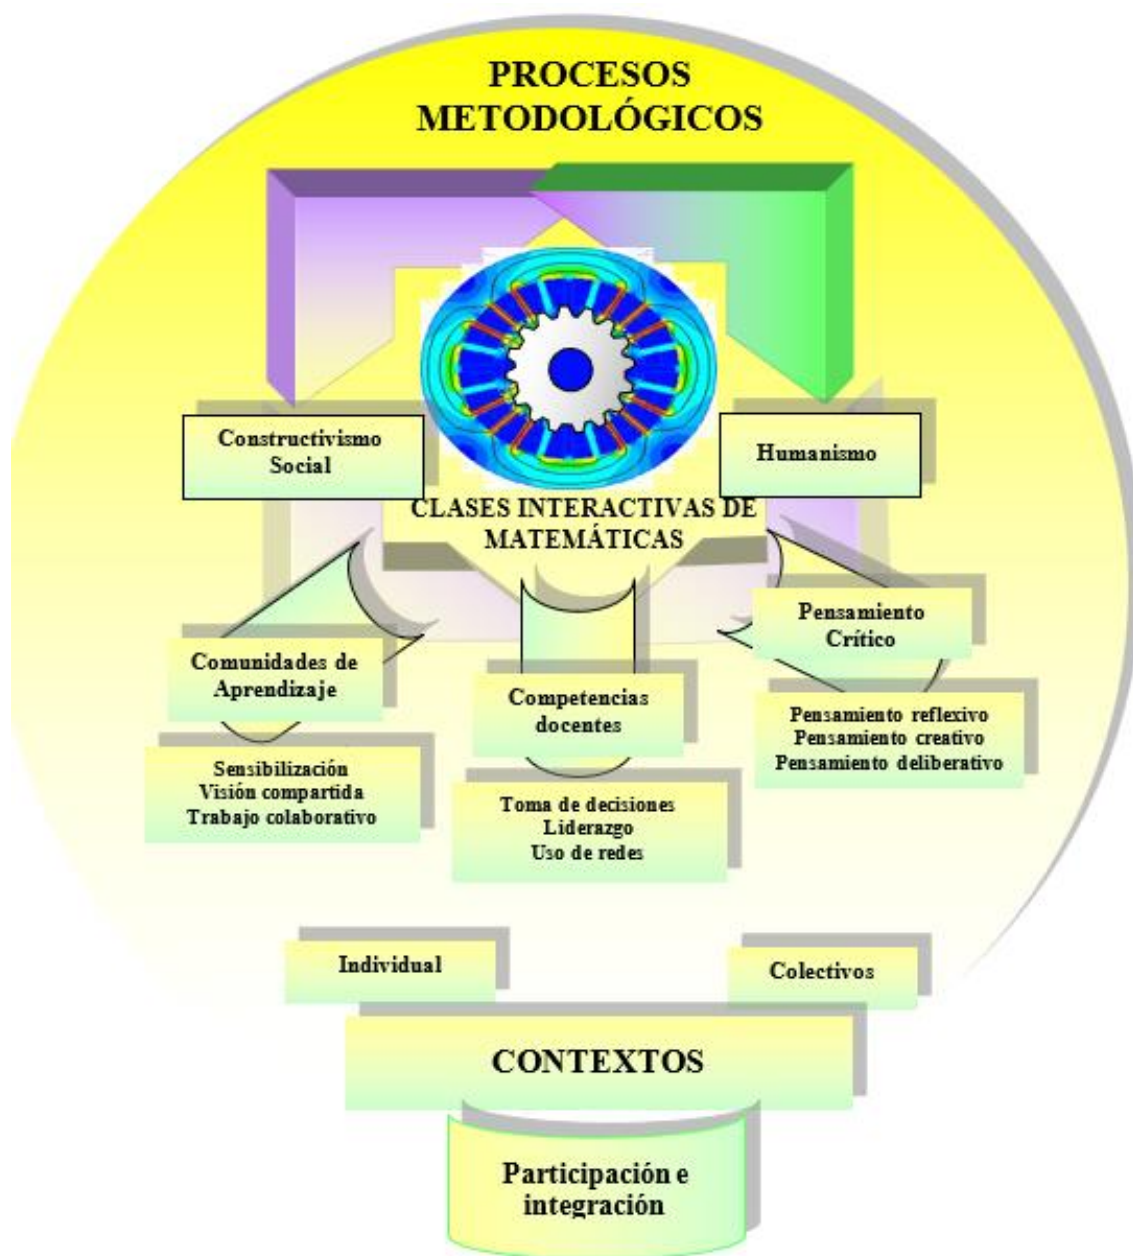 PROCESOS
METODOLÓGICOS
Constructivismo
Social
Humanismo
CLASES INTERACTIVAS DE
MATEMÁTICAS
Comunidades de
Aprendizaje
Sensibilización
Visión compartida
Trabajo colaborativo
Competencias
docentes
Toma de decisiones
Liderazgo
Uso de redes
Pensamiento
Crítico
Pensamiento reflexivo
Pensamiento creativo
Pensamiento deliberativo
Individual
Colectivos
CONTEXTOS
Participación e
integración